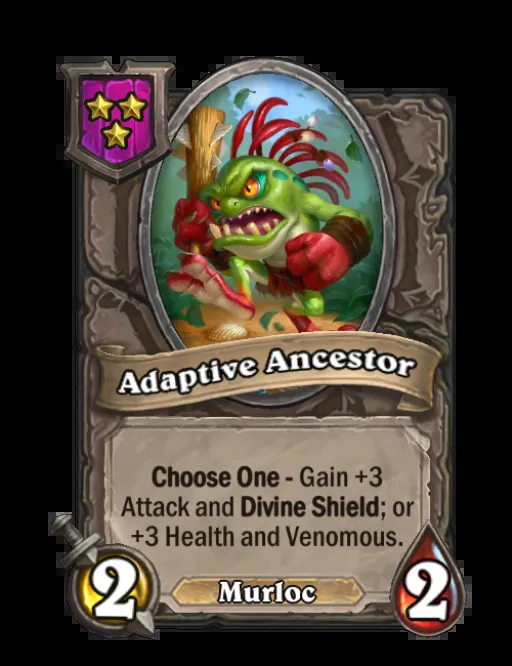 Adaptive Ancestor
Choose One - Gain +3
Attack and Divine Shield; or
+3 Health and Venomous.
2
Murloc
2